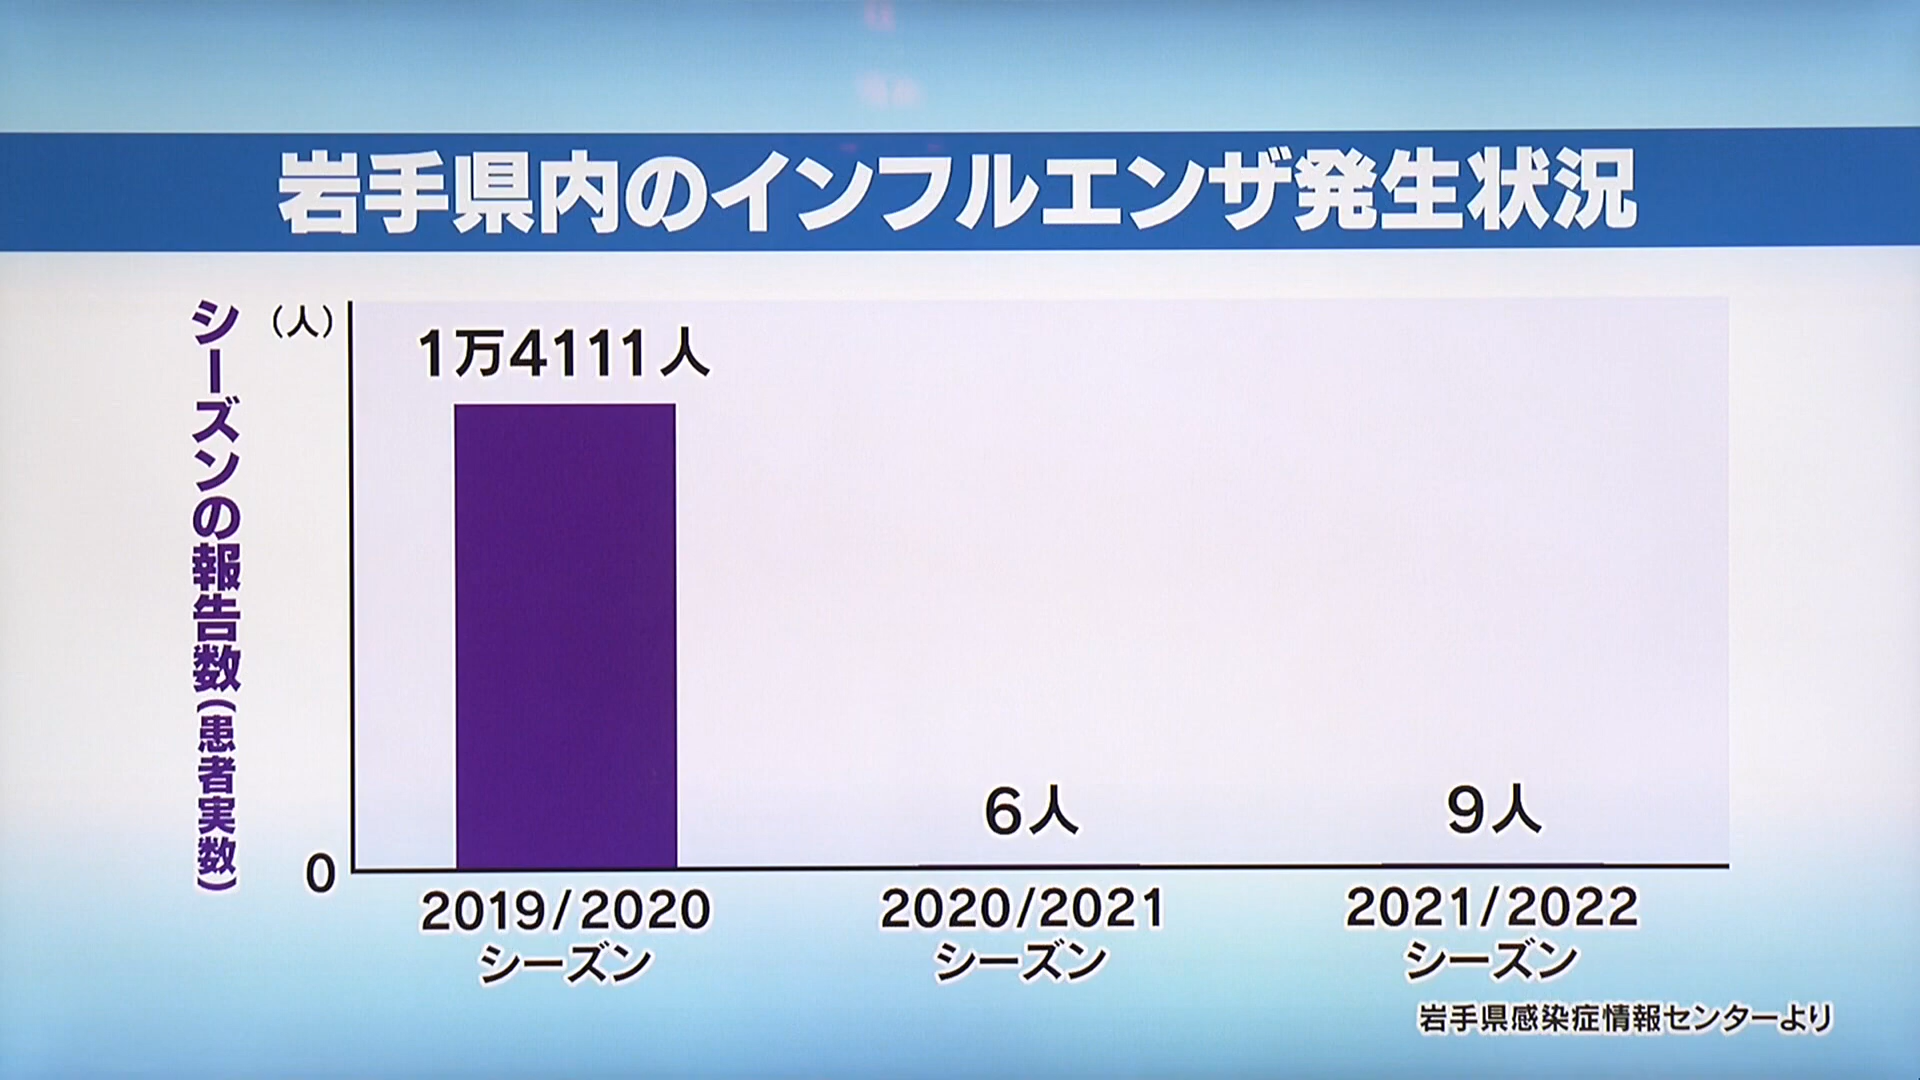 岩手県内のインフルエンザ発生状況
シーズンの報告数(患者実数)
(人)
1万4111人
6人
9人
0
2019/2020
シーズン
2020/2021
シーズン
2021/2022
シーズン
岩手県感染症情報センターより